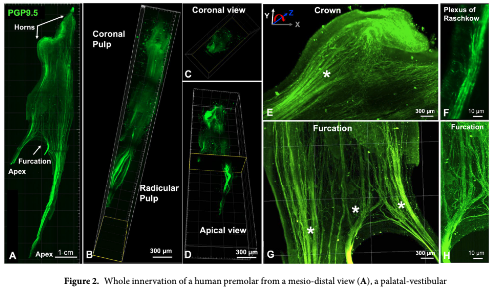 PGP9.5
Horns
Furcation
Apex
A
Apex
1 cm
Coronal
Pulp
Radicular
Pulp
B
300 µm
Coronal view
C
D
Apical view
300 µm
Y
Z
X
Crown
*
E
300 µm
Plexus of
Raschkow
F
10 µm
Furcation
*
*
*
G
300 µm
Furcation
H
10 µm
Figure 2. Whole innervation of a human premolar from a mesio-distal view (A), a palatal-vestibular